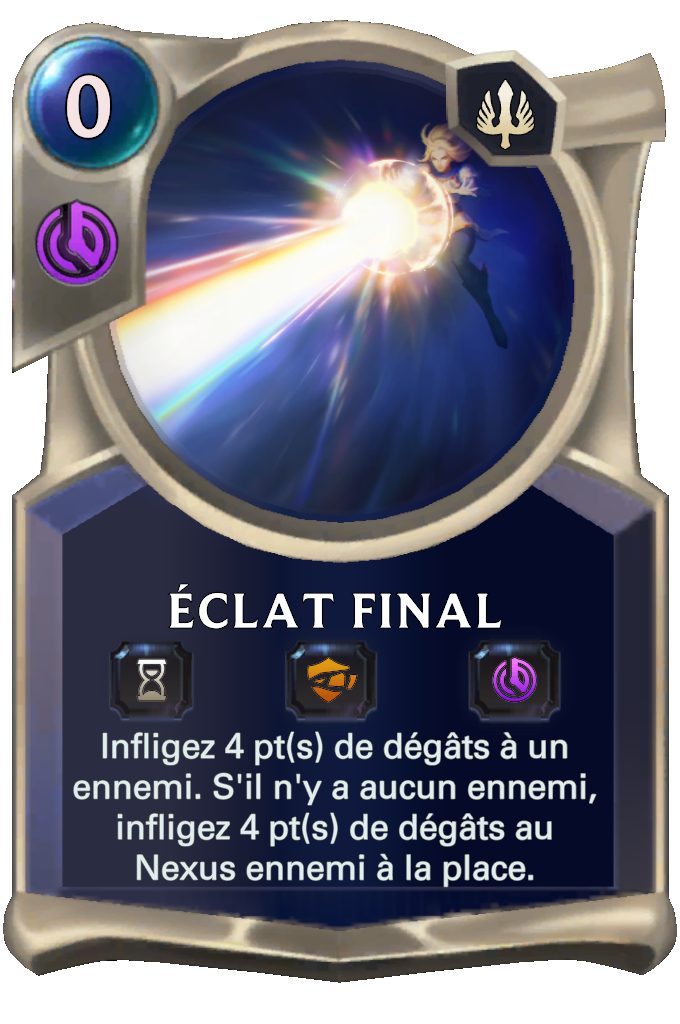 0
ÉCLAT FINAL
Infligez 4 pt(s) de dégâts à un
ennemi. S'il n'y a aucun ennemi,
infligez 4 pt(s) de dégâts au
Nexus ennemi à la place.